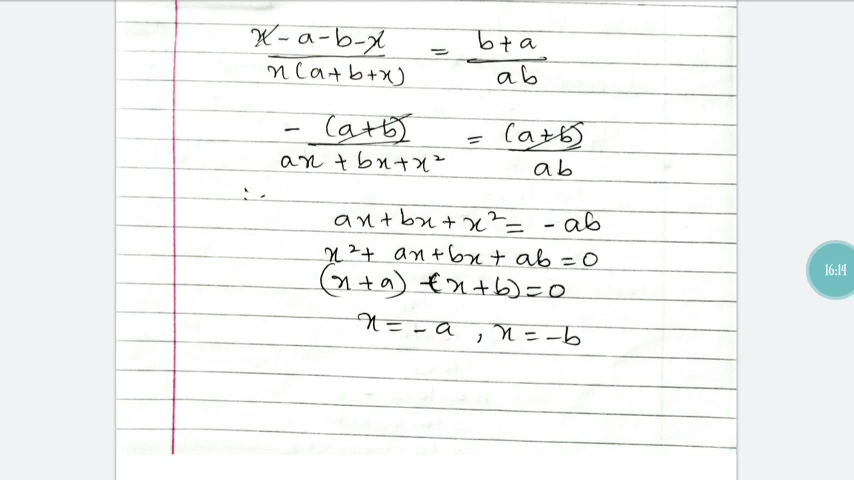 x - a - b - x / x(a+b+x) = b+a / ab
- (a+b) / ax + bx + x² = (a+b) / ab
∴
ax + bx + x² = - ab
x² + ax + bx + ab = 0
(x + a) (x + b) = 0
x = - a , x = - b
16:14